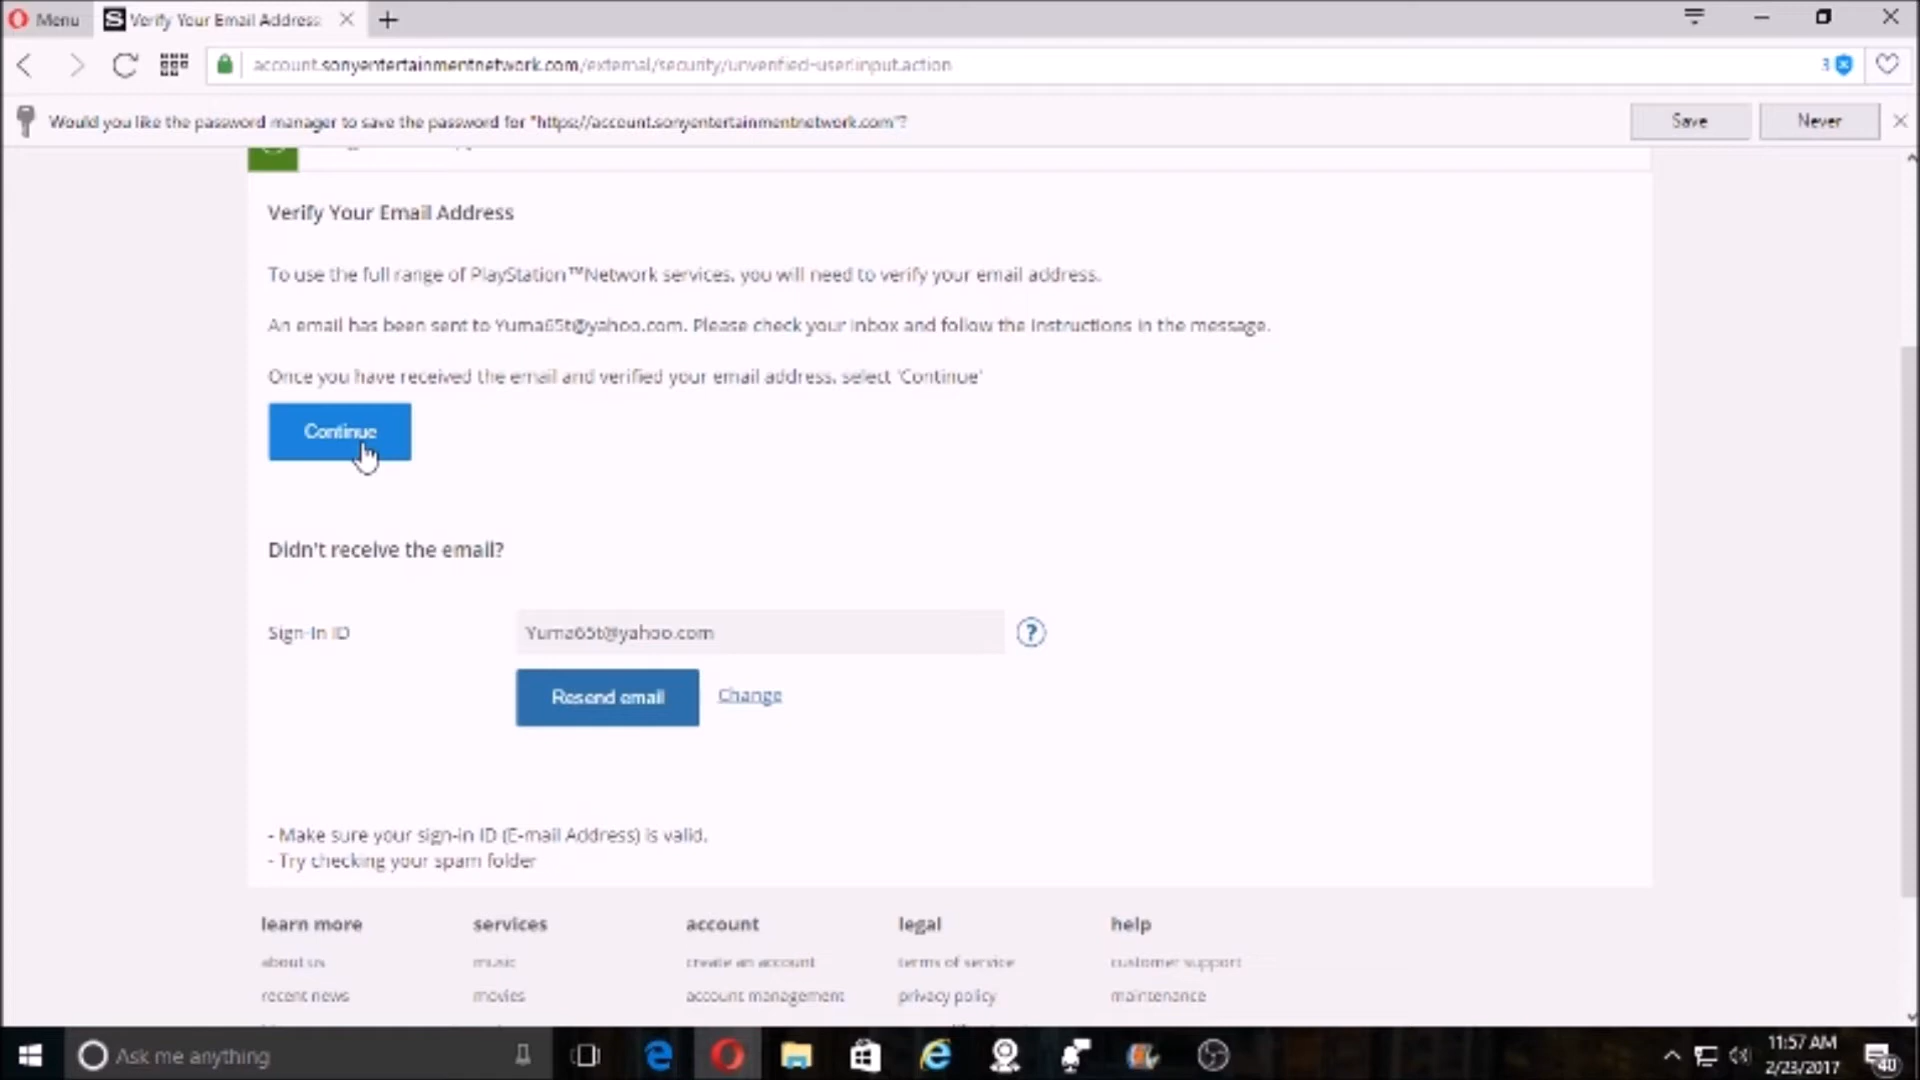 Menu
Verify Your Email Address
account.sonyentertainmentnetwork.com/external/security/unverified-user!input.action
3
Would you like the password manager to save the password for "https://account.sonyentertainmentnetwork.com"?
Save
Never
Verify Your Email Address
To use the full range of PlayStation™Network services, you will need to verify your email address.
An email has been sent to Yuma65t@yahoo.com. Please check your inbox and follow the instructions in the message.
Once you have received the email and verified your email address, select 'Continue'
Continue
Didn't receive the email?
Sign-In ID
Yuma65t@yahoo.com
?
Resend email
Change
- Make sure your sign-in ID (E-mail Address) is valid.
- Try checking your spam folder
learn more
services
account
legal
help
about us
music
create an account
terms of service
customer support
recent news
movies
account management
privacy policy
maintenance
Ask me anything
11:57 AM
2/23/2017
40